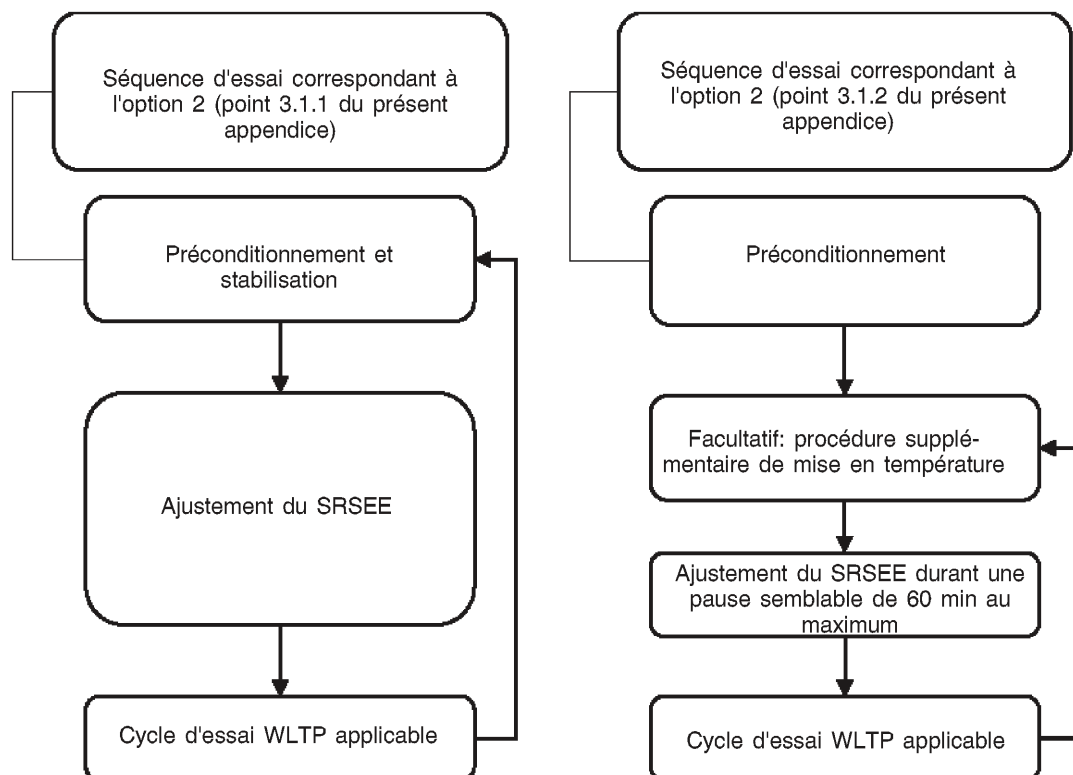 Séquence d'essai correspondant à
l'option 2 (point 3.1.1 du présent
appendice)
Préconditionnement et
stabilisation
Ajustement du SRSEE
Cycle d'essai WLTP applicable
Séquence d'essai correspondant à
l'option 2 (point 3.1.2 du présent
appendice)
Préconditionnement
Facultatif: procédure supplé-
mentaire de mise en température
Ajustement du SRSEE durant une
pause semblable de 60 min au
maximum
Cycle d'essai WLTP applicable